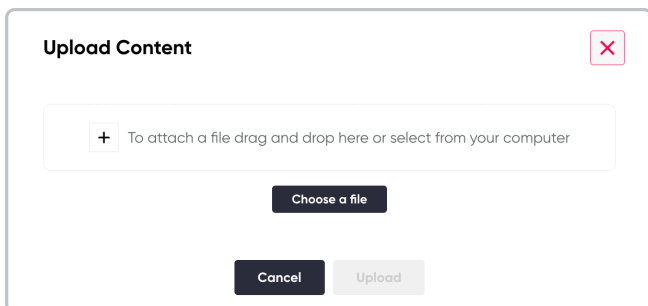 Upload Content
To attach a file drag and drop here or select from your computer
Choose a file
Cancel
Upload